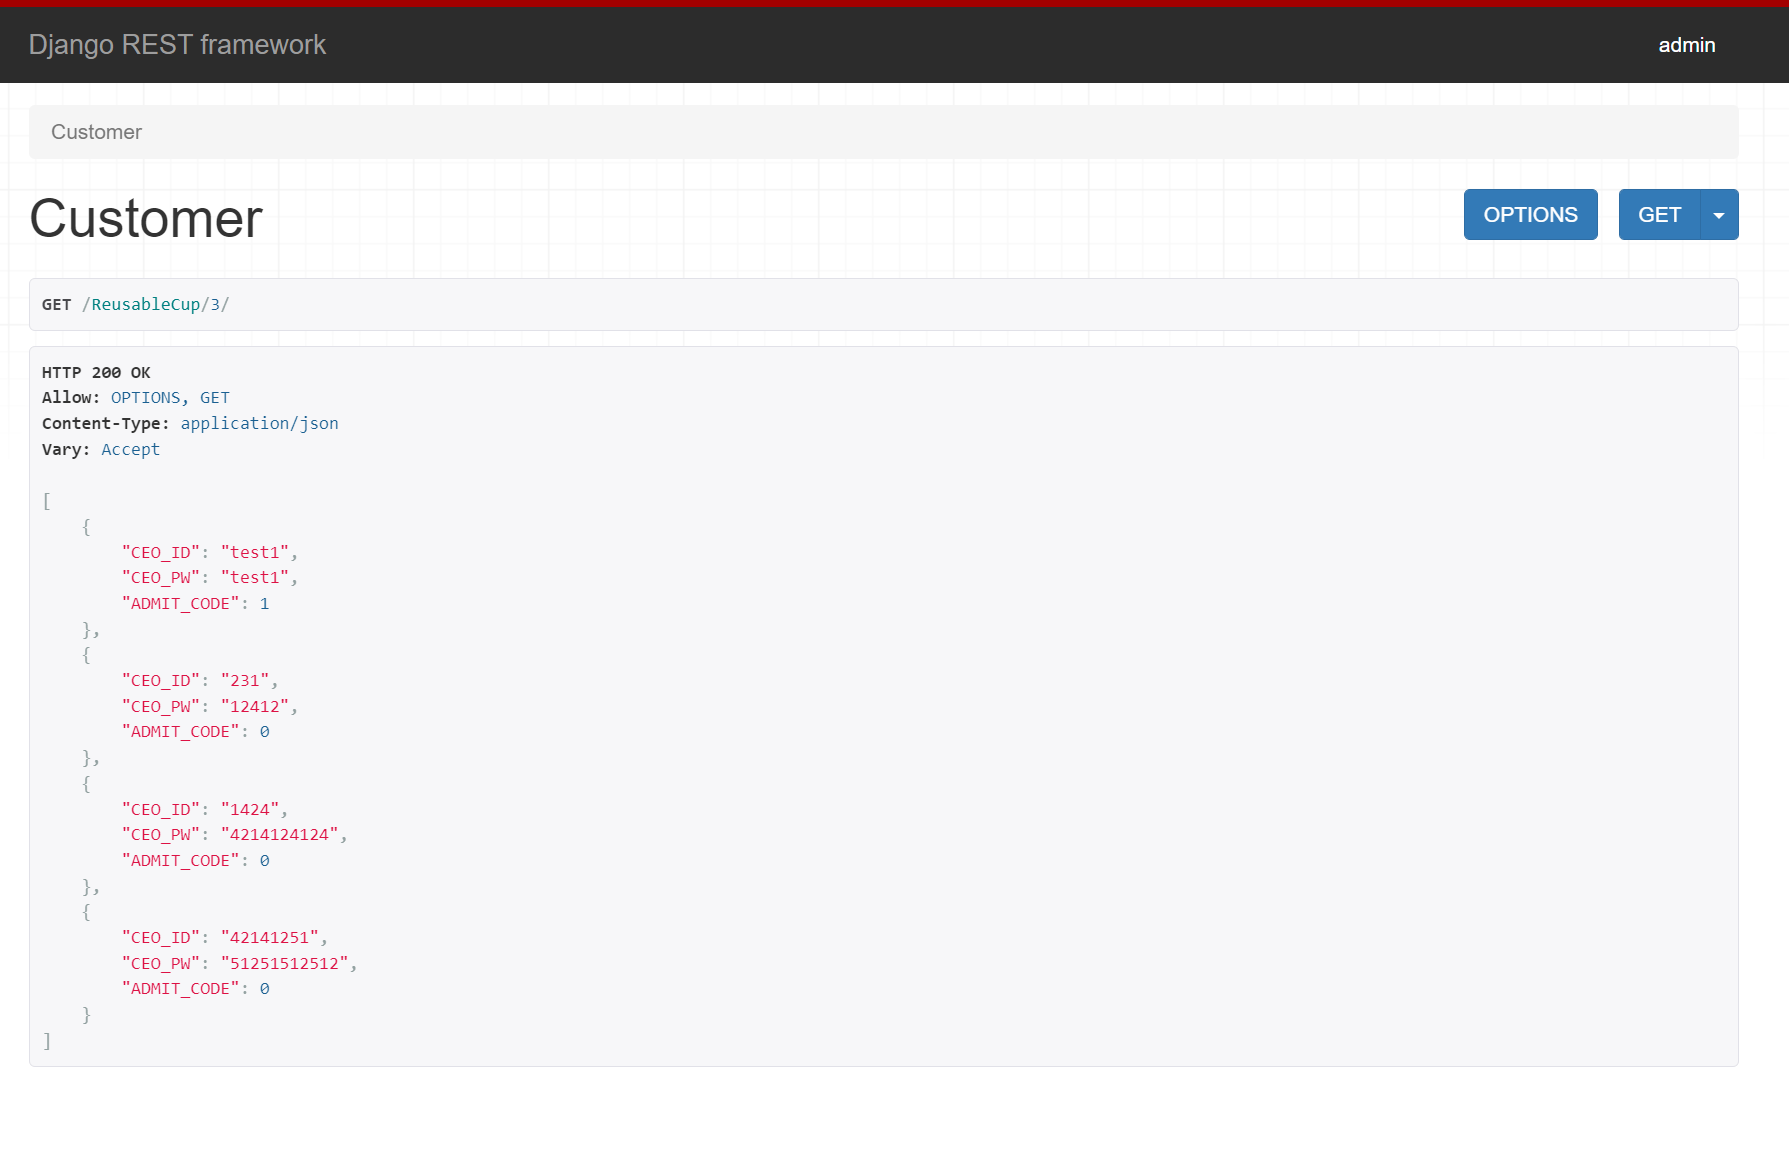 Django REST framework
admin
Customer
Customer
OPTIONS
GET
GET /ReusableCup/3/
HTTP 200 OK
Allow: OPTIONS, GET
Content-Type: application/json
Vary: Accept
[
    {
        "CEO_ID": "test1",
        "CEO_PW": "test1",
        "ADMIT_CODE": 1
    },
    {
        "CEO_ID": "231",
        "CEO_PW": "12412",
        "ADMIT_CODE": 0
    },
    {
        "CEO_ID": "1424",
        "CEO_PW": "4214124124",
        "ADMIT_CODE": 0
    },
    {
        "CEO_ID": "42141251",
        "CEO_PW": "51251512512",
        "ADMIT_CODE": 0
    }
]